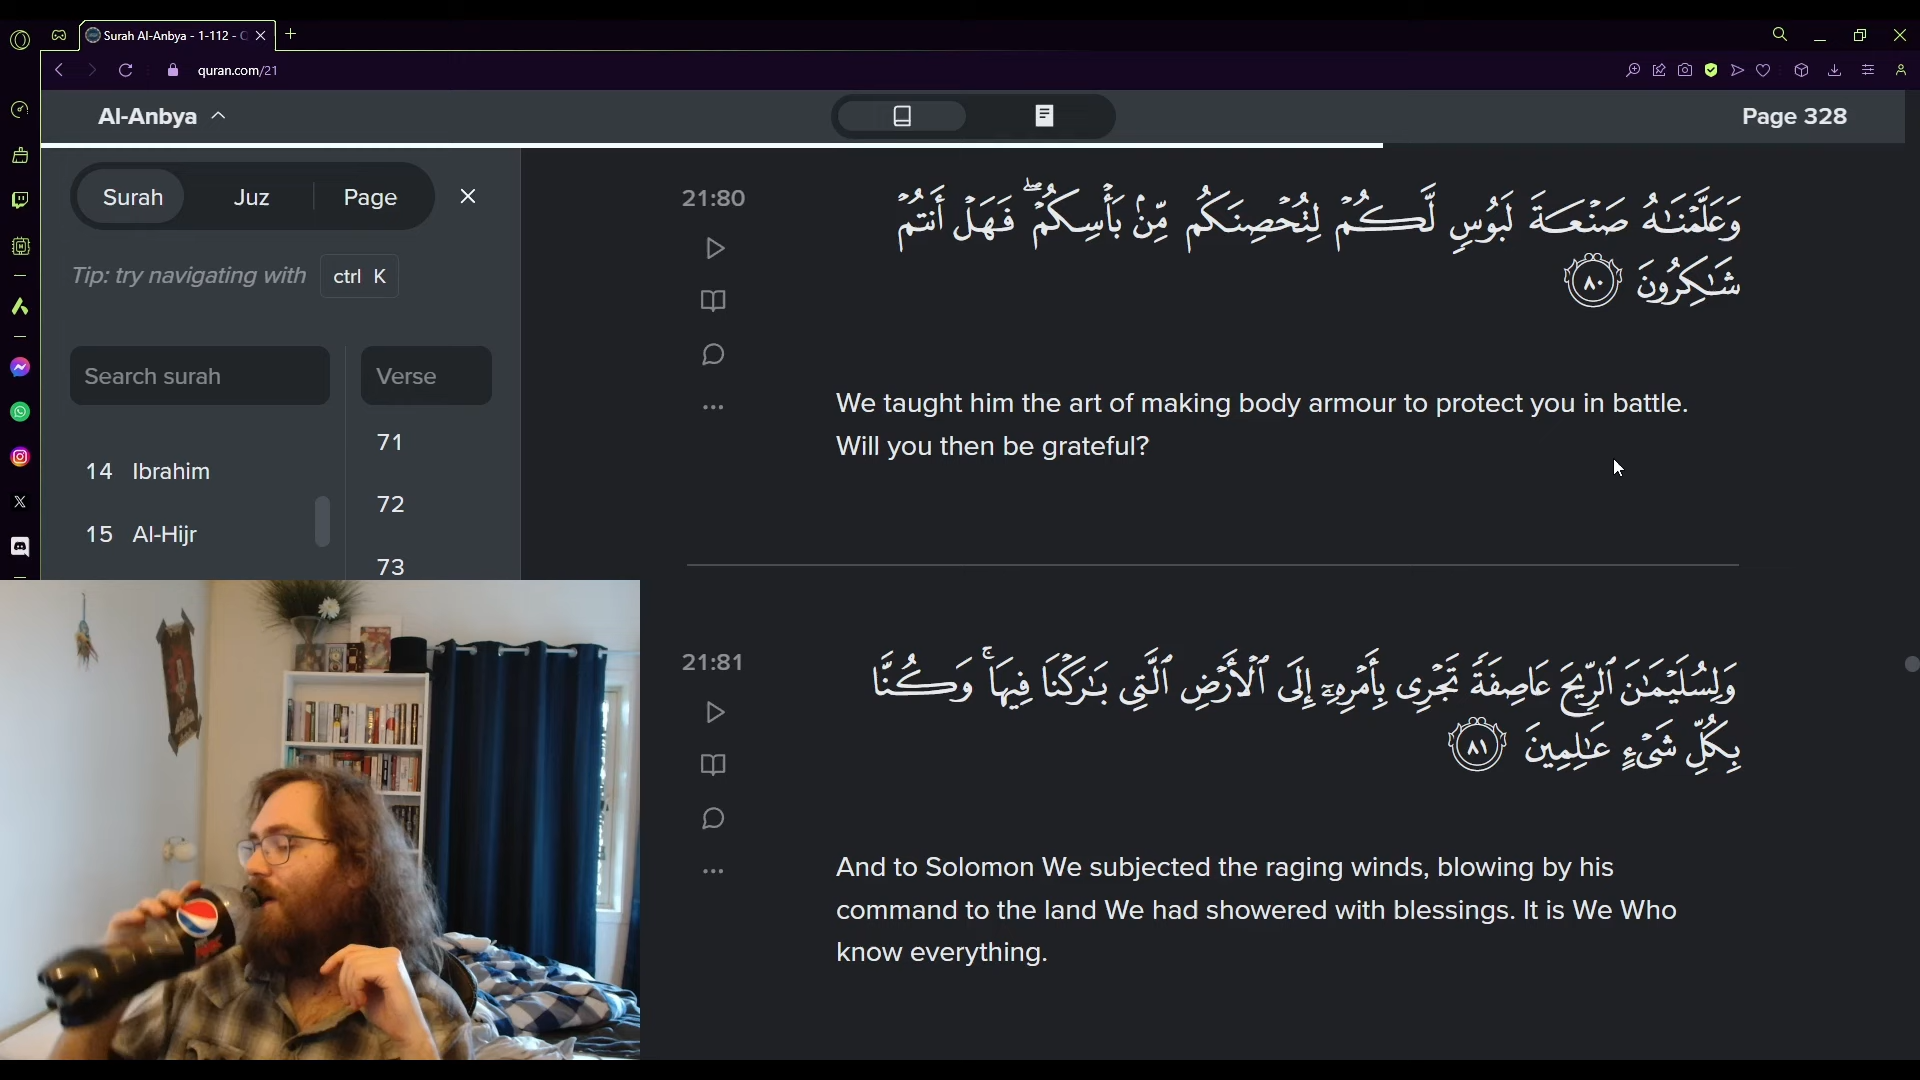 Surah Al-Anbya - 1-112 -
quran.com/21
Al-Anbya
Page 328
Surah
Juz
Page
Tip: try navigating with
ctrl K
Search surah
Verse
14 Ibrahim
15 Al-Hijr
71
72
73
21:80
وَعَلَّمْنَـٰهُ صَنْعَةَ لَبُوسٍ لَّكُمْ لِتُحْصِنَكُم مِّنۢ بَأْسِكُمْ ۖ فَهَلْ أَنتُمْ
شَـٰكِرُونَ ٨٠
We taught him the art of making body armour to protect you in battle.
Will you then be grateful?
21:81
وَلِسُلَيْمَـٰنَ ٱلرِّيحَ عَاصِفَةًۭ تَجْرِى بِأَمْرِهِۦٓ إِلَى ٱلْأَرْضِ ٱلَّتِى بَـٰرَكْنَا فِيهَا ۚ وَكُنَّا
بِكُلِّ شَىْءٍ عَـٰلِمِينَ ٨١
And to Solomon We subjected the raging winds, blowing by his
command to the land We had showered with blessings. It is We Who
know everything.